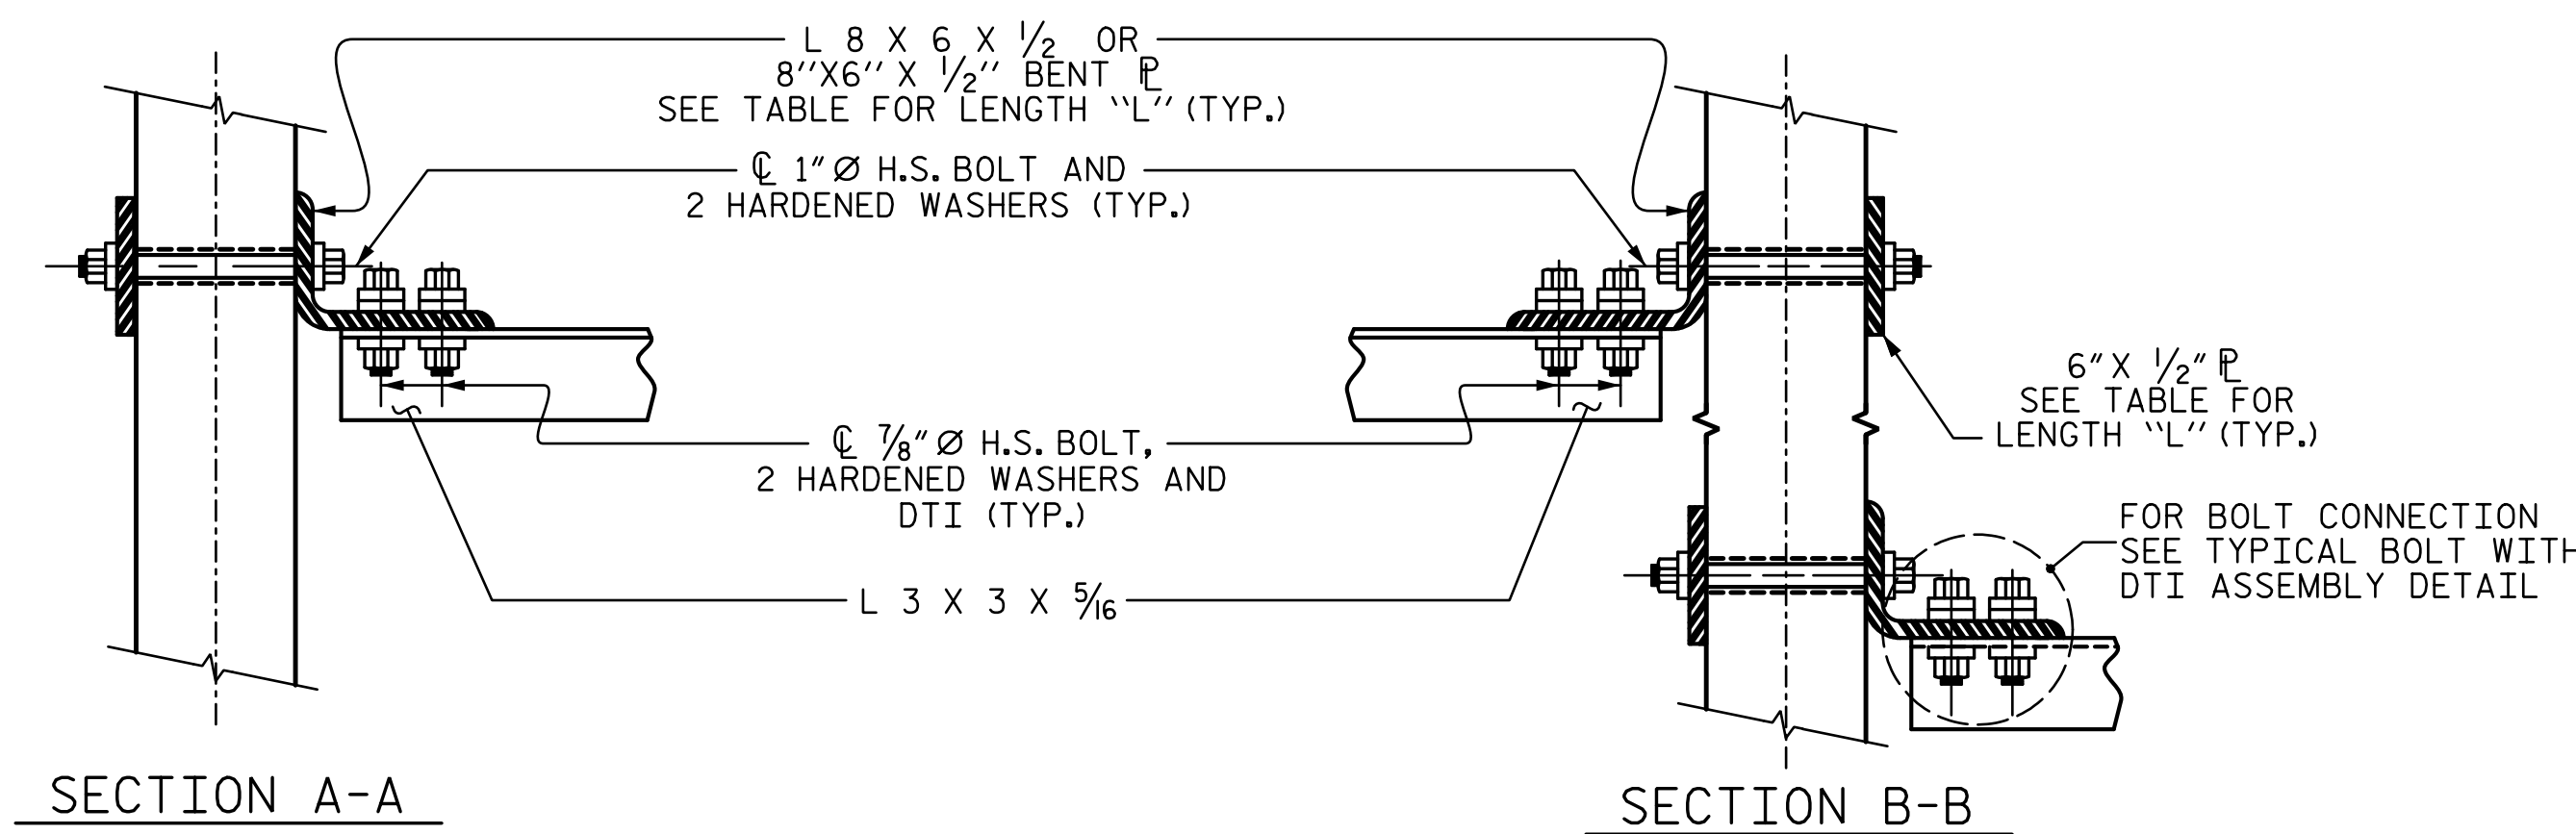 L 8 X 6 X 1/2 OR
8"X6" X 1/2" BENT ℄
SEE TABLE FOR LENGTH "L" (TYP.)
℄ 1" Ø H.S. BOLT AND
2 HARDENED WASHERS (TYP.)
6" X 1/2" PL
SEE TABLE FOR
LENGTH "L" (TYP.)
℄ 7/8" Ø H.S. BOLT,
2 HARDENED WASHERS AND
DTI (TYP.)
FOR BOLT CONNECTION
SEE TYPICAL BOLT WITH
DTI ASSEMBLY DETAIL
L 3 X 3 X 5/16
SECTION A-A
SECTION B-B